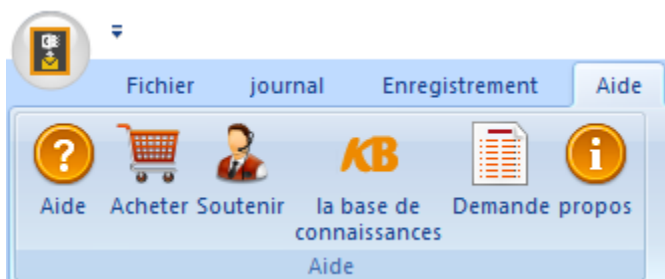 Fichier journal Enregistrement Aide
KB
Aide Acheter Soutenir la base de connaissances Demande propos
Aide